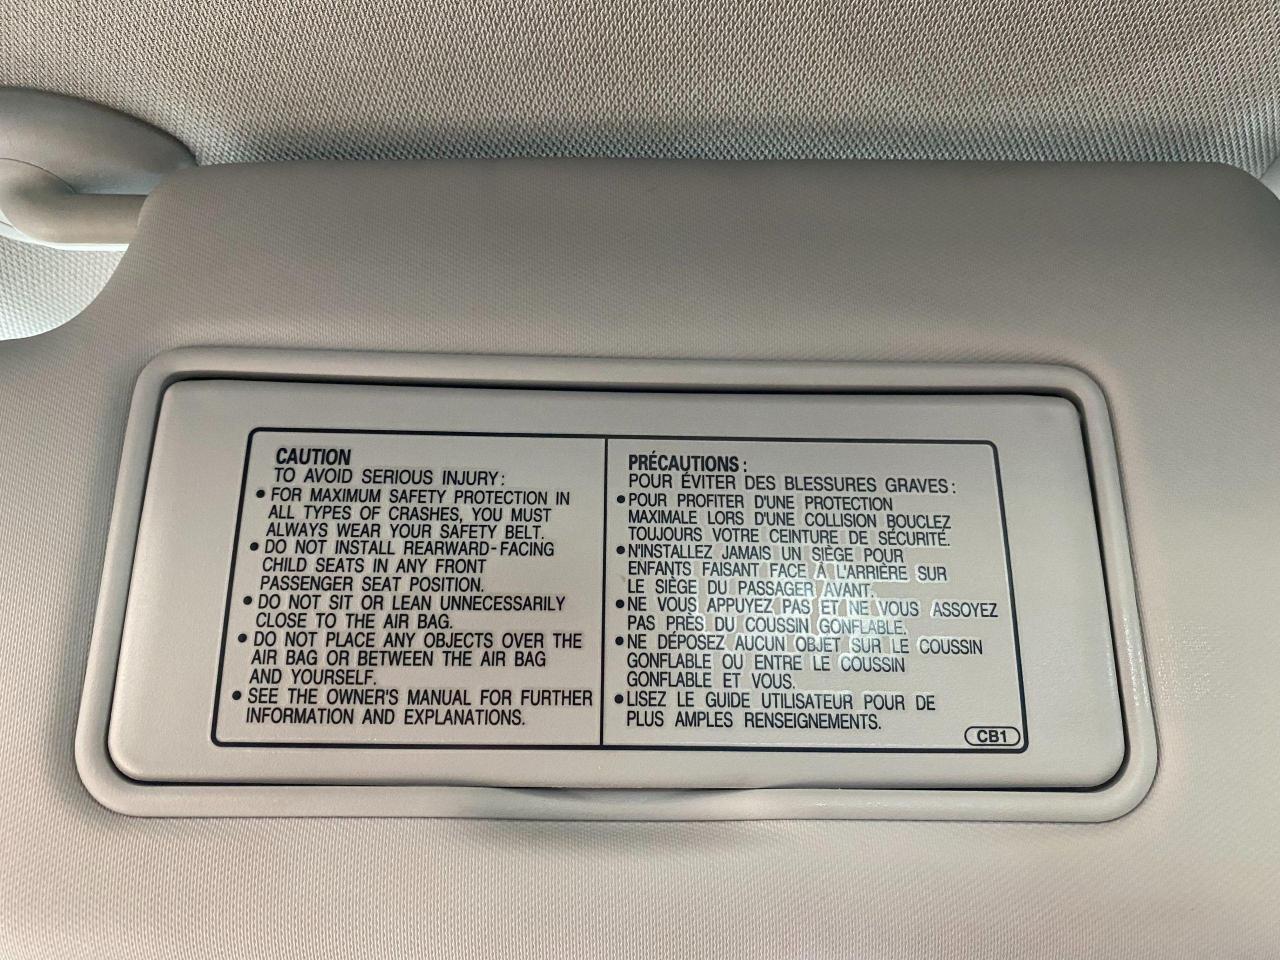 CAUTION
TO AVOID SERIOUS INJURY:
• FOR MAXIMUM SAFETY PROTECTION IN
ALL TYPES OF CRASHES, YOU MUST
ALWAYS WEAR YOUR SAFETY BELT.
• DO NOT INSTALL REARWARD-FACING
CHILD SEATS IN ANY FRONT
PASSENGER SEAT POSITION.
• DO NOT SIT OR LEAN UNNECESSARILY
CLOSE TO THE AIR BAG.
• DO NOT PLACE ANY OBJECTS OVER THE
AIR BAG OR BETWEEN THE AIR BAG
AND YOURSELF.
• SEE THE OWNER'S MANUAL FOR FURTHER
INFORMATION AND EXPLANATIONS.
PRÉCAUTIONS:
POUR ÉVITER DES BLESSURES GRAVES:
• POUR PROFITER D'UNE PROTECTION
MAXIMALE LORS D'UNE COLLISION BOUCLEZ
TOUJOURS VOTRE CEINTURE DE SÉCURITÉ.
• N'INSTALLEZ JAMAIS UN SIÈGE POUR
ENFANTS FAISANT FACE À L'ARRIÈRE SUR
LE SIÈGE DU PASSAGER AVANT.
• NE VOUS APPUYEZ PAS ET NE VOUS ASSOYEZ
PAS PRÈS DU COUSSIN GONFLABLE.
• NE DÉPOSEZ AUCUN OBJET SUR LE COUSSIN
GONFLABLE OU ENTRE LE COUSSIN
GONFLABLE ET VOUS.
• LISEZ LE GUIDE UTILISATEUR POUR DE
PLUS AMPLES RENSEIGNEMENTS.
CB1